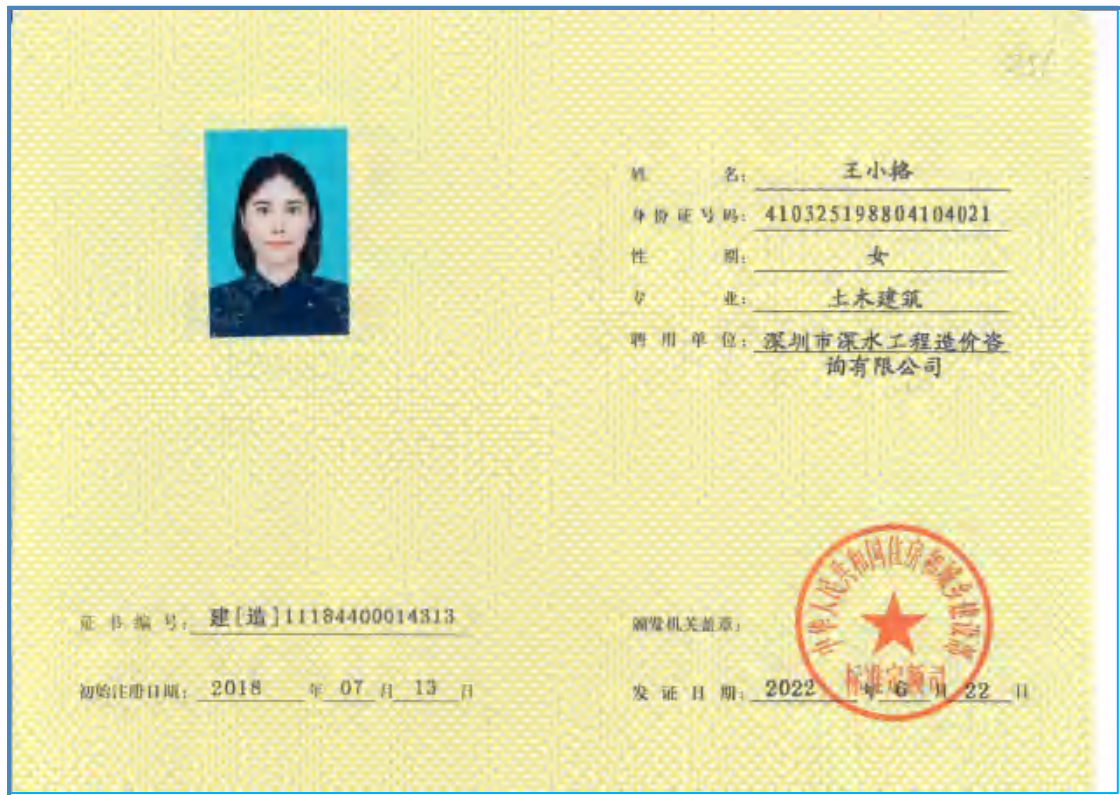 姓 名: 王小格
身份证号码: 410325198804104021
性 别: 女
专 业: 土木建筑
聘用单位: 深圳市深水工程造价咨
询有限公司
证书编号: 建[造]11184400014313
初始注册日期: 2018 年 07 月 13 日
颁发机关盖章:
中华人民共和国住房和城乡建设部
标准定额司
发证日期: 2022 年 6 月 22 日